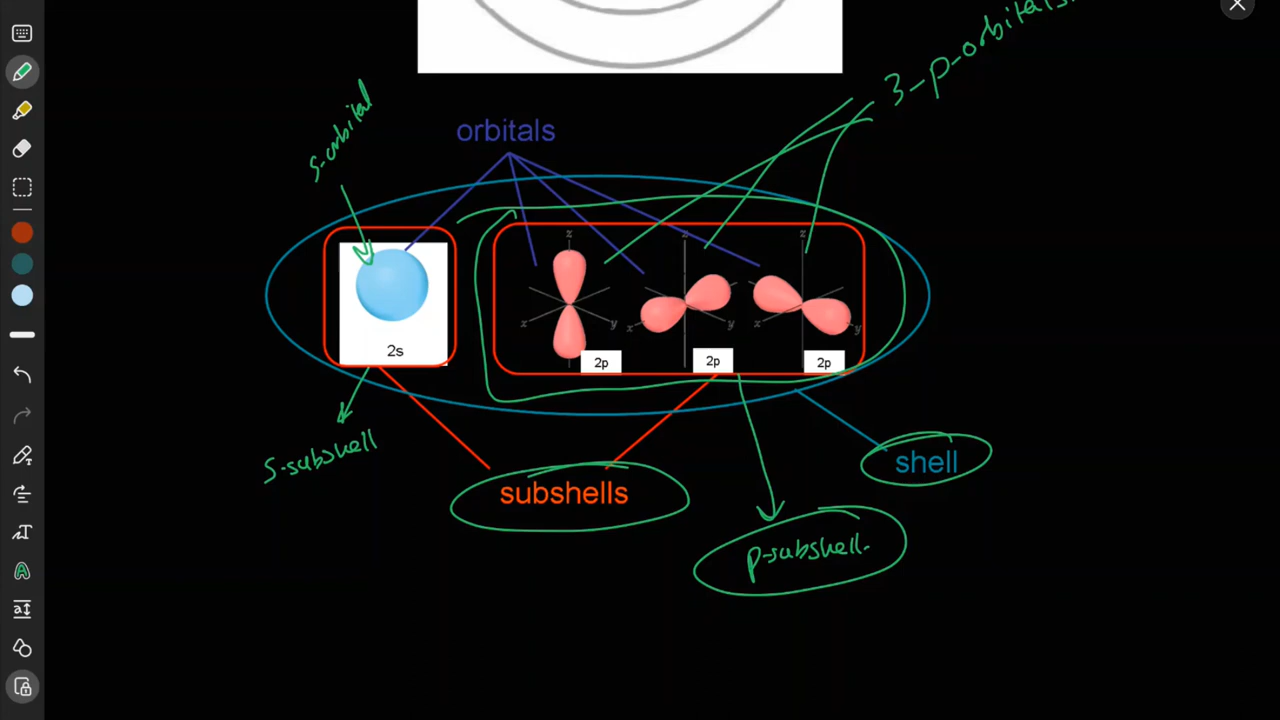 3-p-orbitals.
s-orbital
orbitals
z z z
x y x y x y
2s
2p 2p 2p
s-subshell
shell
subshells
p-subshell.